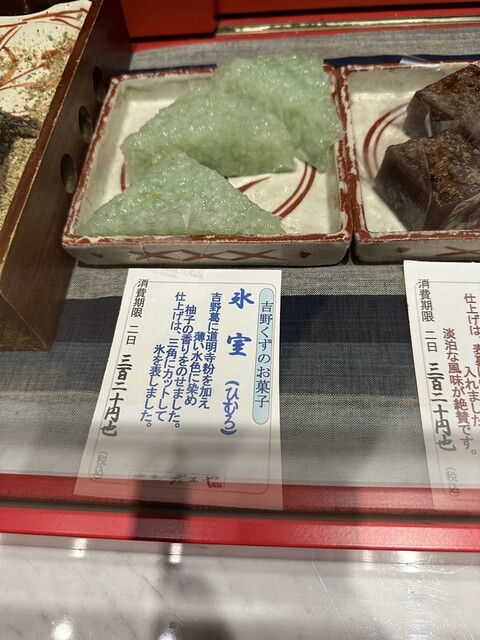 吉野くずのお菓子
氷室
(ひむろ)
吉野葛に道明寺粉を加え
薄い水色に染め
柚子の香りをのせました。
仕上げは、三角にカットして
氷を表しました。
消費期限 二日 三百二十円也 (税込)
入れました。
淡泊な風味が絶賛です。
消費期限 二日 三百二十円也 (税込)